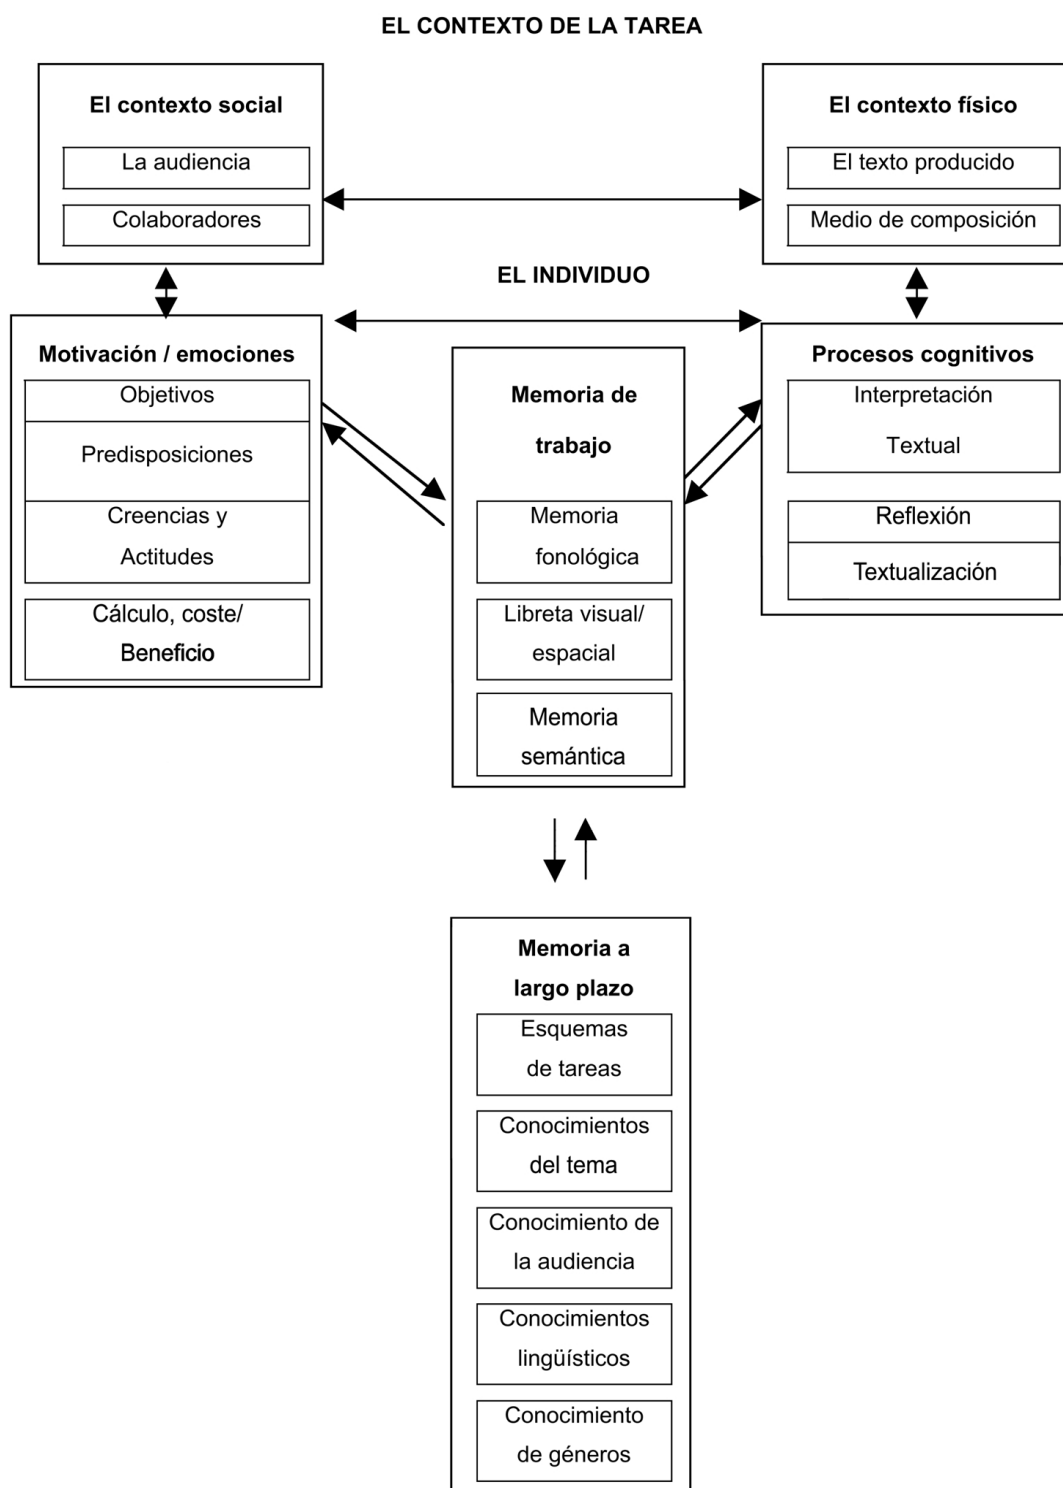 EL CONTEXTO DE LA TAREA
El contexto social
La audiencia
Colaboradores
El contexto físico
El texto producido
Medio de composición
EL INDIVIDUO
Motivación / emociones
Objetivos
Predisposiciones
Creencias y
Actitudes
Cálculo, coste/
Beneficio
Memoria de
trabajo
Memoria
fonológica
Libreta visual/
espacial
Memoria
semántica
Procesos cognitivos
Interpretación
Textual
Reflexión
Textualización
Memoria a
largo plazo
Esquemas
de tareas
Conocimientos
del tema
Conocimiento de
la audiencia
Conocimientos
lingüísticos
Conocimiento
de géneros